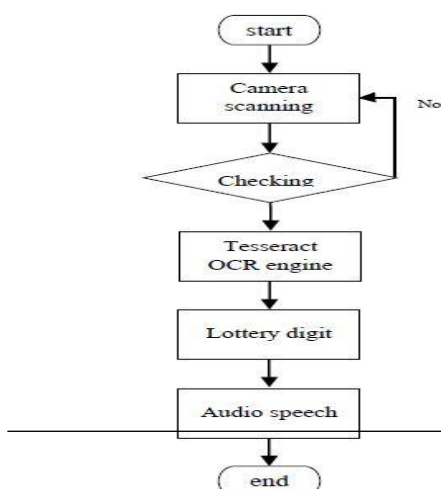 start
Camera
scanning
No
Checking
Tesseract
OCR engine
Lottery digit
Audio speech
end